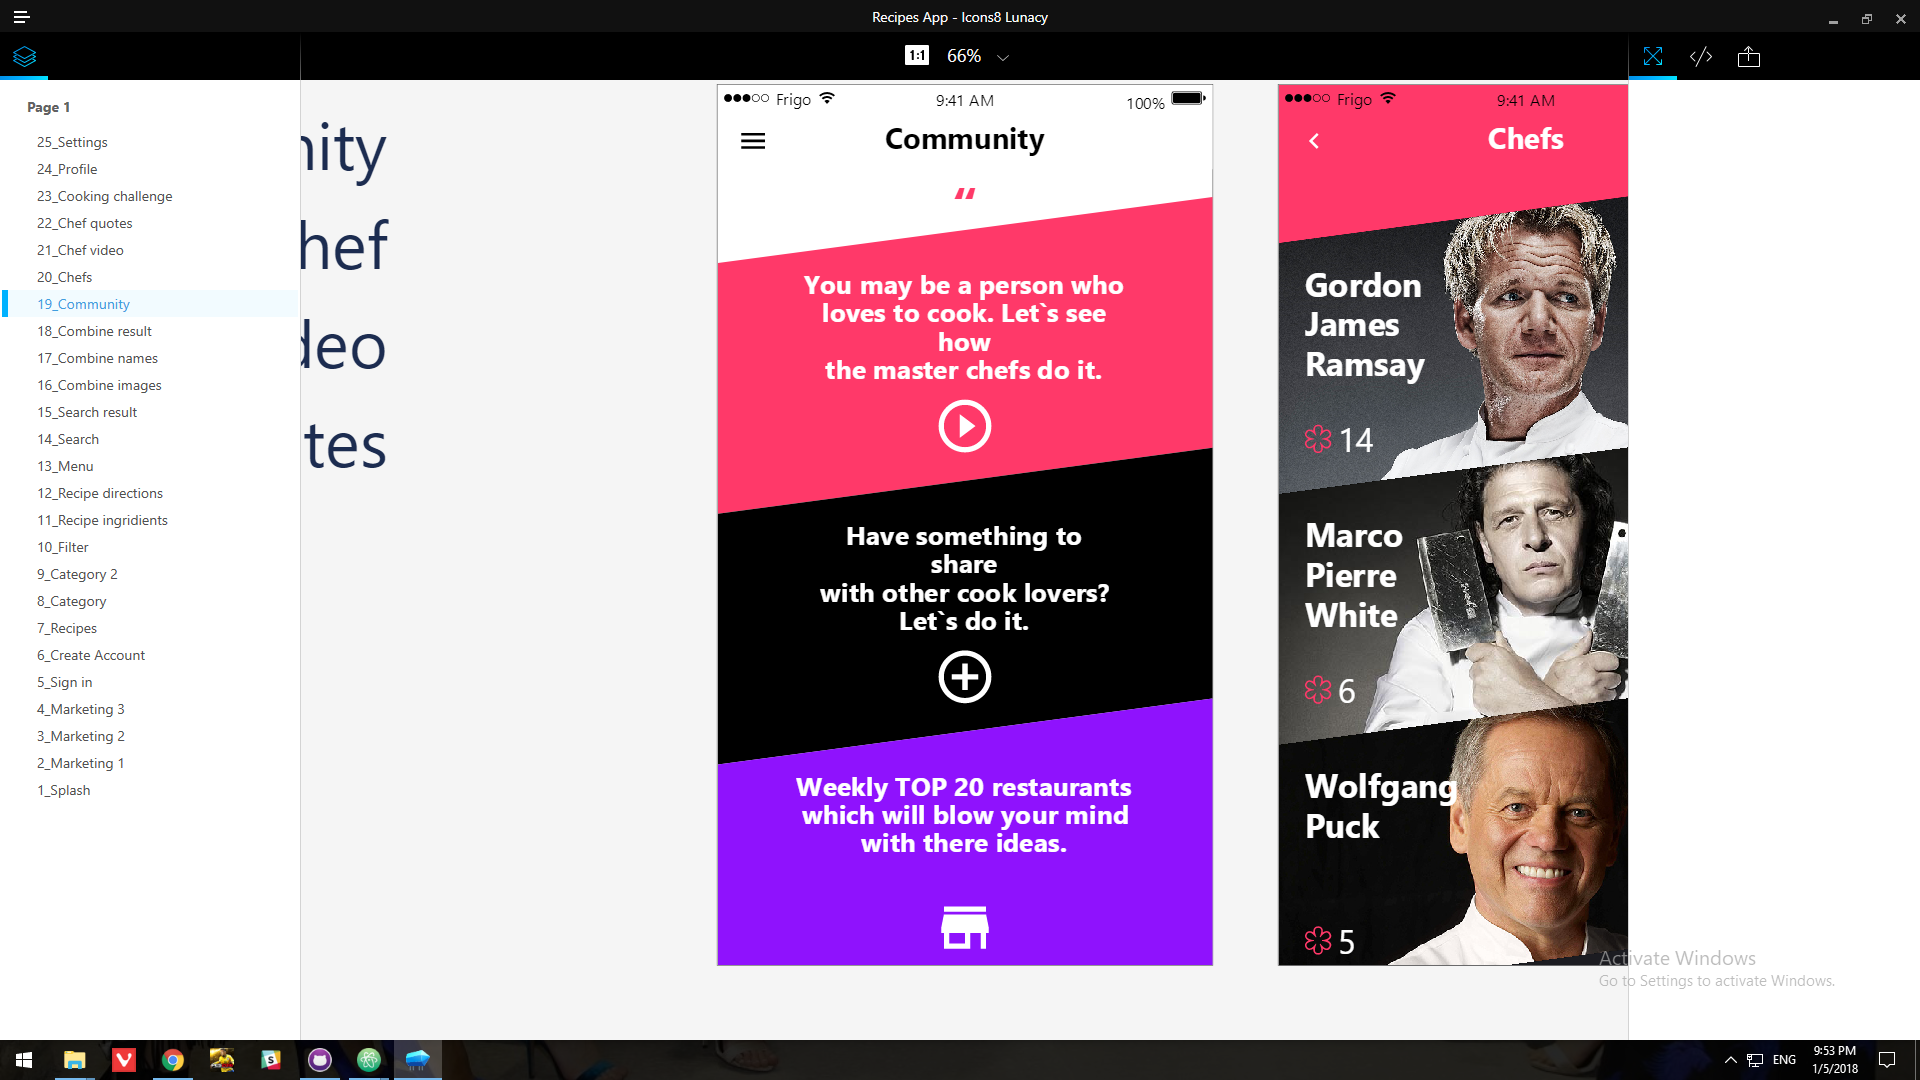 Recipes App - Icons8 Lunacy
1:1 66%
Page 1
25_Settings
24_Profile
23_Cooking challenge
22_Chef quotes
21_Chef video
20_Chefs
19_Community
18_Combine result
17_Combine names
16_Combine images
15_Search result
14_Search
13_Menu
12_Recipe directions
11_Recipe ingridients
10_Filter
9_Category 2
8_Category
7_Recipes
6_Create Account
5_Sign in
4_Marketing 3
3_Marketing 2
2_Marketing 1
1_Splash
nity
hef
deo
tes
Frigo 9:41 AM 100%
Community
“
You may be a person who
loves to cook. Let`s see
how
the master chefs do it.
Have something to
share
with other cook lovers?
Let`s do it.
Weekly TOP 20 restaurants
which will blow your mind
with there ideas.
Frigo 9:41 AM
Chefs
Gordon
James
Ramsay
14
Marco
Pierre
White
6
Wolfgang
Puck
5
Activate Windows
Go to Settings to activate Windows.
ENG
9:53 PM
1/5/2018